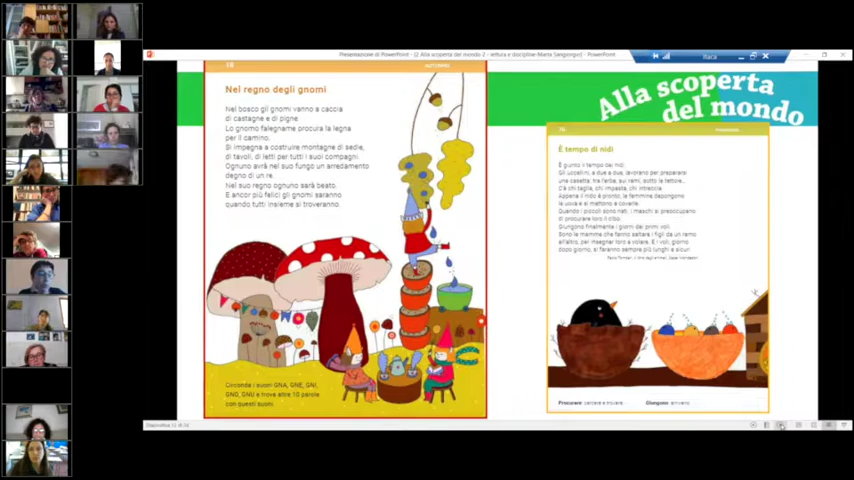 Presentazione di PowerPoint - [2 Alla scoperta del mondo 2 - lettura e discipline-Maria Sangiorgio] - PowerPoint
Itaca
18
AUTUNNO
Nel regno degli gnomi
Nel bosco gli gnomi vanno a caccia
di castagne e di pigne.
Lo gnomo falegname procura la legna
per il camino.
Si impegna a costruire montagne di sedie,
di tavoli, di letti per tutti i suoi compagni.
Ognuno avrà nel suo fungo un arredamento
degno di un re.
Nel suo regno ognuno sarà beato.
E ancor più felici gli gnomi saranno
quando tutti insieme si troveranno.
Circonda i suoni GNA, GNE, GNI,
GNO, GNU e trova altre 10 parole
con questi suoni.
Alla scoperta
del mondo
76
È tempo di nidi
È giunto il tempo dei nidi.
Gli uccellini, a due a due, lavorano per preparare
una casetta: tra l'erba, sui rami, sotto le tettoie...
C'è chi taglia, chi impasta, chi intreccia.
Appena il nido è pronto, le femmine depongono
le uova e si mettono a covarle.
Quando i piccoli sono nati, i maschi si preoccupano
di procurare loro il cibo.
Giungono finalmente i giorni dei primi voli.
Sono le mamme che fanno saltare i figli da un ramo
all'altro, per insegnar loro a volare. E i voli, giorno
dopo giorno, si faranno sempre più lunghi e sicuri.
Procurare: cercare e trovare.
Giungono: arrivano.